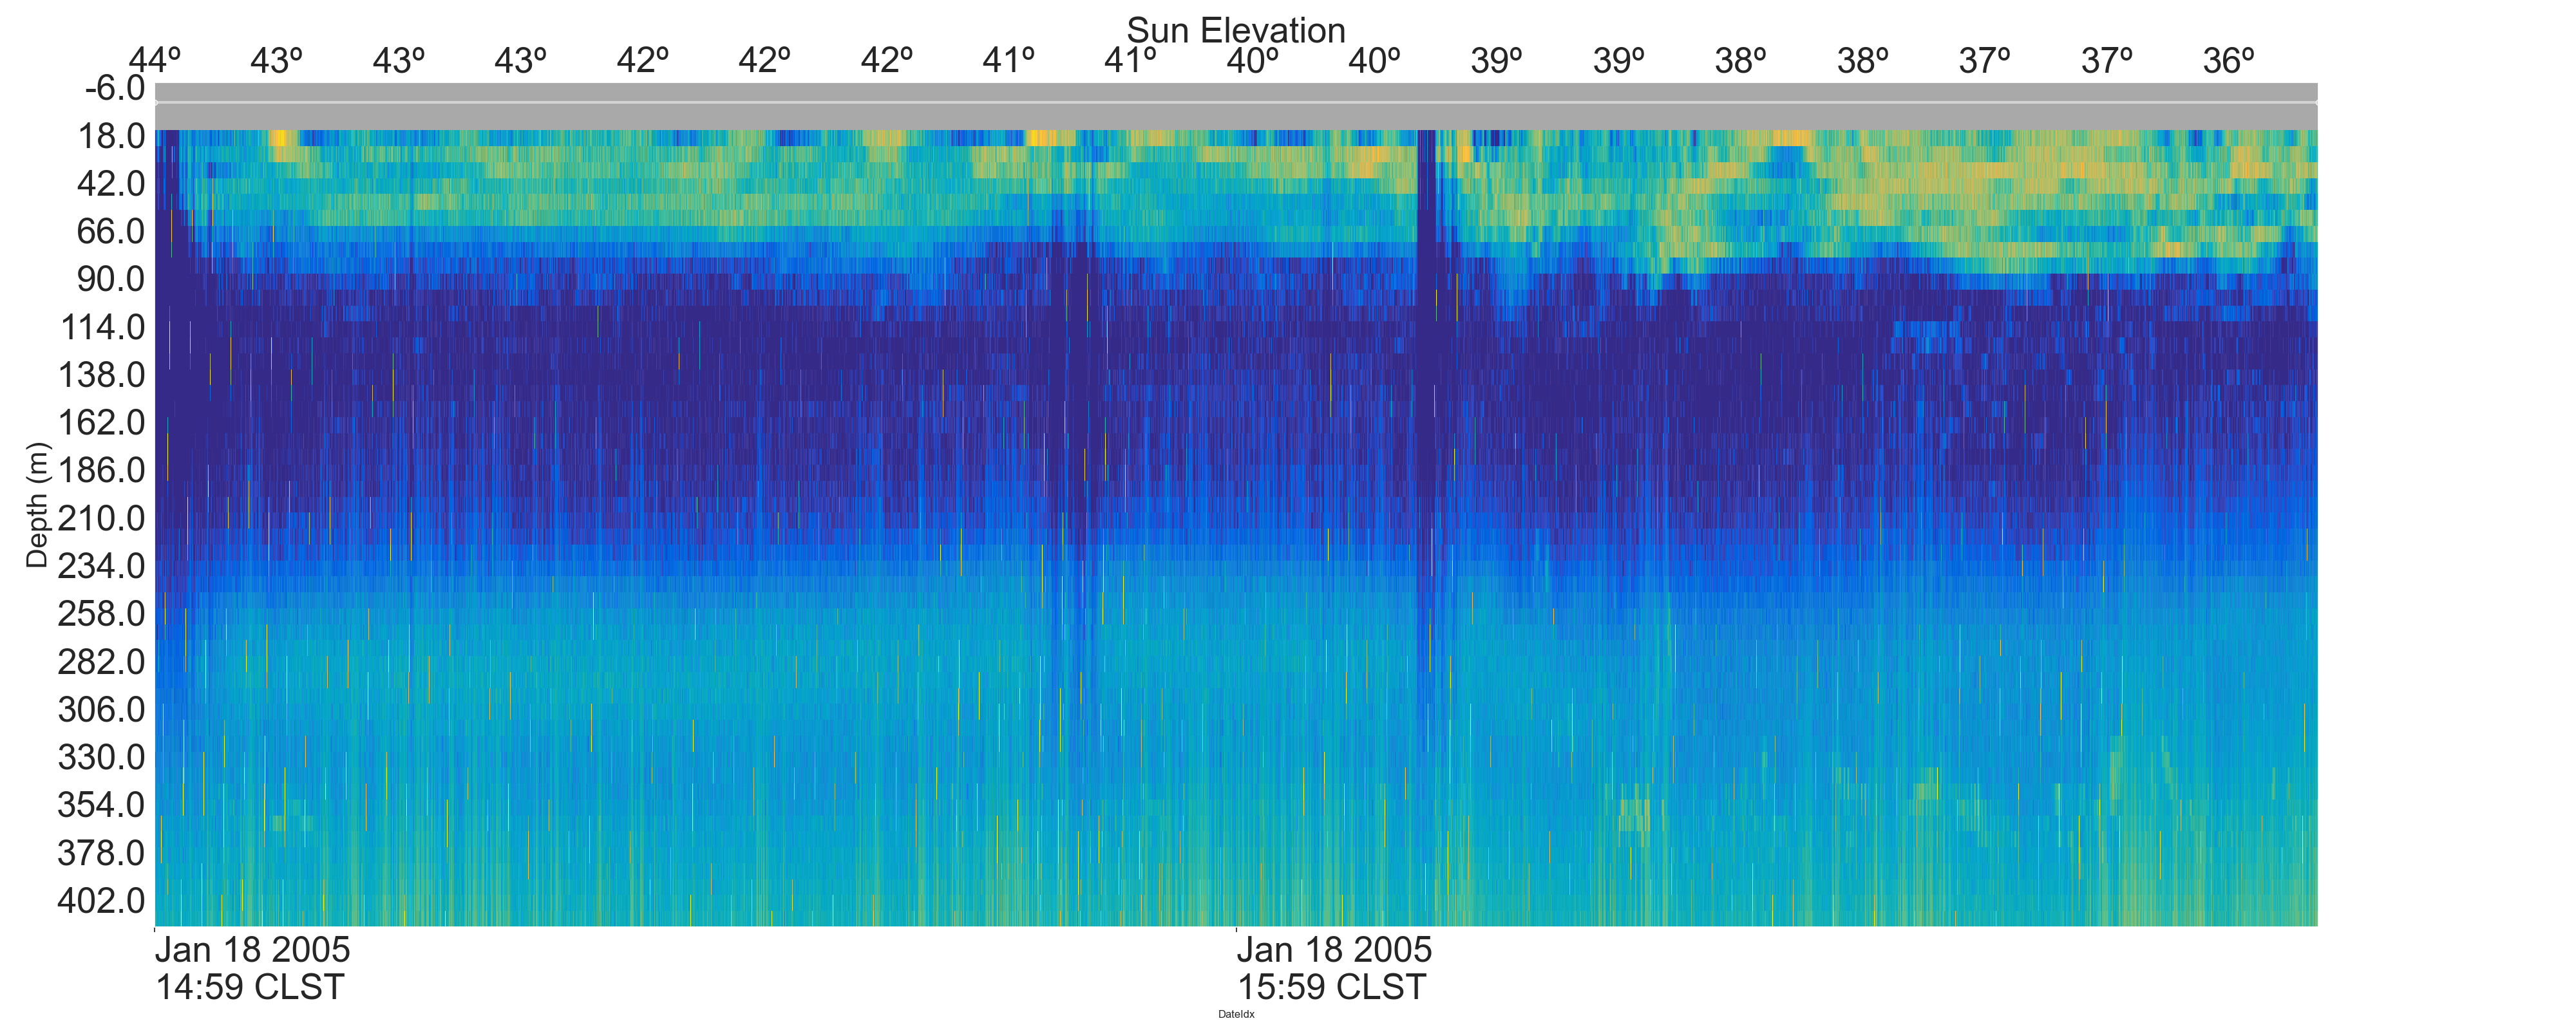 Sun Elevation
44º 43º 43º 43º 42º 42º 42º 41º 41º 40º 40º 39º 39º 38º 38º 37º 37º 36º
-6.0
18.0
42.0
66.0
90.0
114.0
138.0
162.0
186.0
210.0
234.0
258.0
282.0
306.0
330.0
354.0
378.0
402.0
Depth (m)
Jan 18 2005
14:59 CLST
Jan 18 2005
15:59 CLST
DateIdx